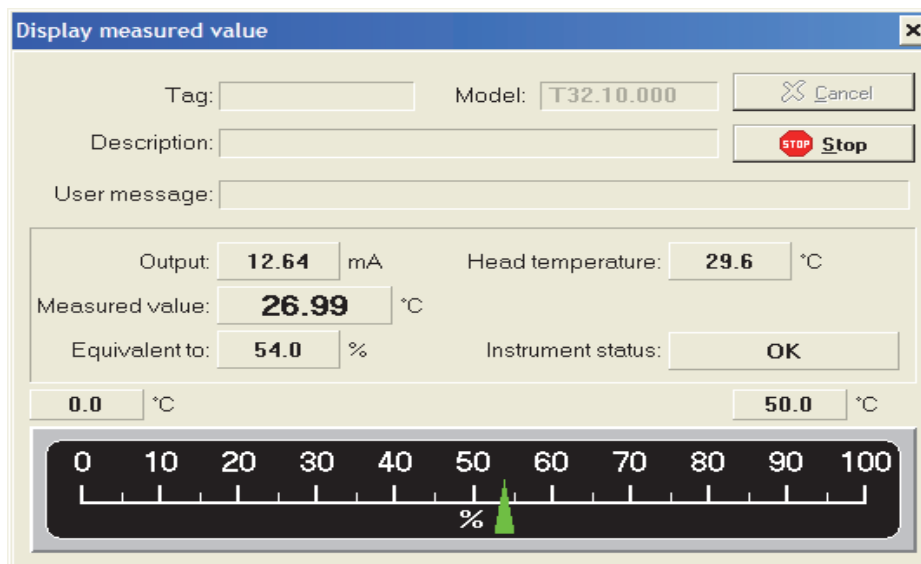 Display measured value
Tag: Model: T32.10.000 Cancel
Description: STOP Stop
User message:
Output: 12.64 mA Head temperature: 29.6 °C
Measured value: 26.99 °C
Equivalent to: 54.0 % Instrument status: OK
0.0 °C 50.0 °C
0 10 20 30 40 50 60 70 80 90 100
%